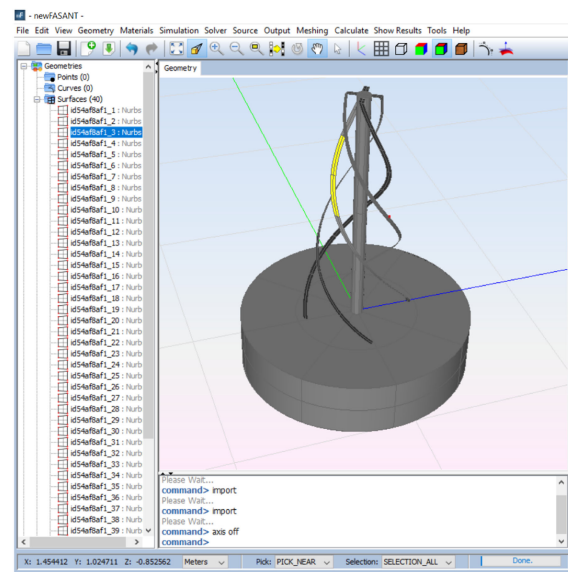 - newFASANT -
File Edit View Geometry Materials Simulation Solver Source Output Meshing Calculate Show Results Tools Help
Geometries
Geometry
Points (0)
Curves (0)
Surfaces (40)
id54af8af1_1 : Nurbs
id54af8af1_2 : Nurbs
id54af8af1_3 : Nurbs
id54af8af1_4 : Nurbs
id54af8af1_5 : Nurbs
id54af8af1_6 : Nurbs
id54af8af1_7 : Nurbs
id54af8af1_8 : Nurbs
id54af8af1_9 : Nurbs
id54af8af1_10 : Nurb
id54af8af1_11 : Nurb
id54af8af1_12 : Nurb
id54af8af1_13 : Nurb
id54af8af1_14 : Nurb
id54af8af1_15 : Nurb
id54af8af1_16 : Nurb
id54af8af1_17 : Nurb
id54af8af1_18 : Nurb
id54af8af1_19 : Nurb
id54af8af1_20 : Nurb
id54af8af1_21 : Nurb
id54af8af1_22 : Nurb
id54af8af1_23 : Nurb
id54af8af1_24 : Nurb
id54af8af1_25 : Nurb
id54af8af1_26 : Nurb
id54af8af1_27 : Nurb
id54af8af1_28 : Nurb
id54af8af1_29 : Nurb
id54af8af1_30 : Nurb
id54af8af1_31 : Nurb
id54af8af1_32 : Nurb
id54af8af1_33 : Nurb
id54af8af1_34 : Nurb
id54af8af1_35 : Nurb
id54af8af1_36 : Nurb
id54af8af1_37 : Nurb
id54af8af1_38 : Nurb
id54af8af1_39 : Nurb
Please Wait...
command> import
Please Wait...
command> import
Please Wait...
command> axis off
command>
X: 1.454412 Y: 1.024711 Z: -0.852562 Meters Pick: PICK_NEAR Selection: SELECTION_ALL Done.